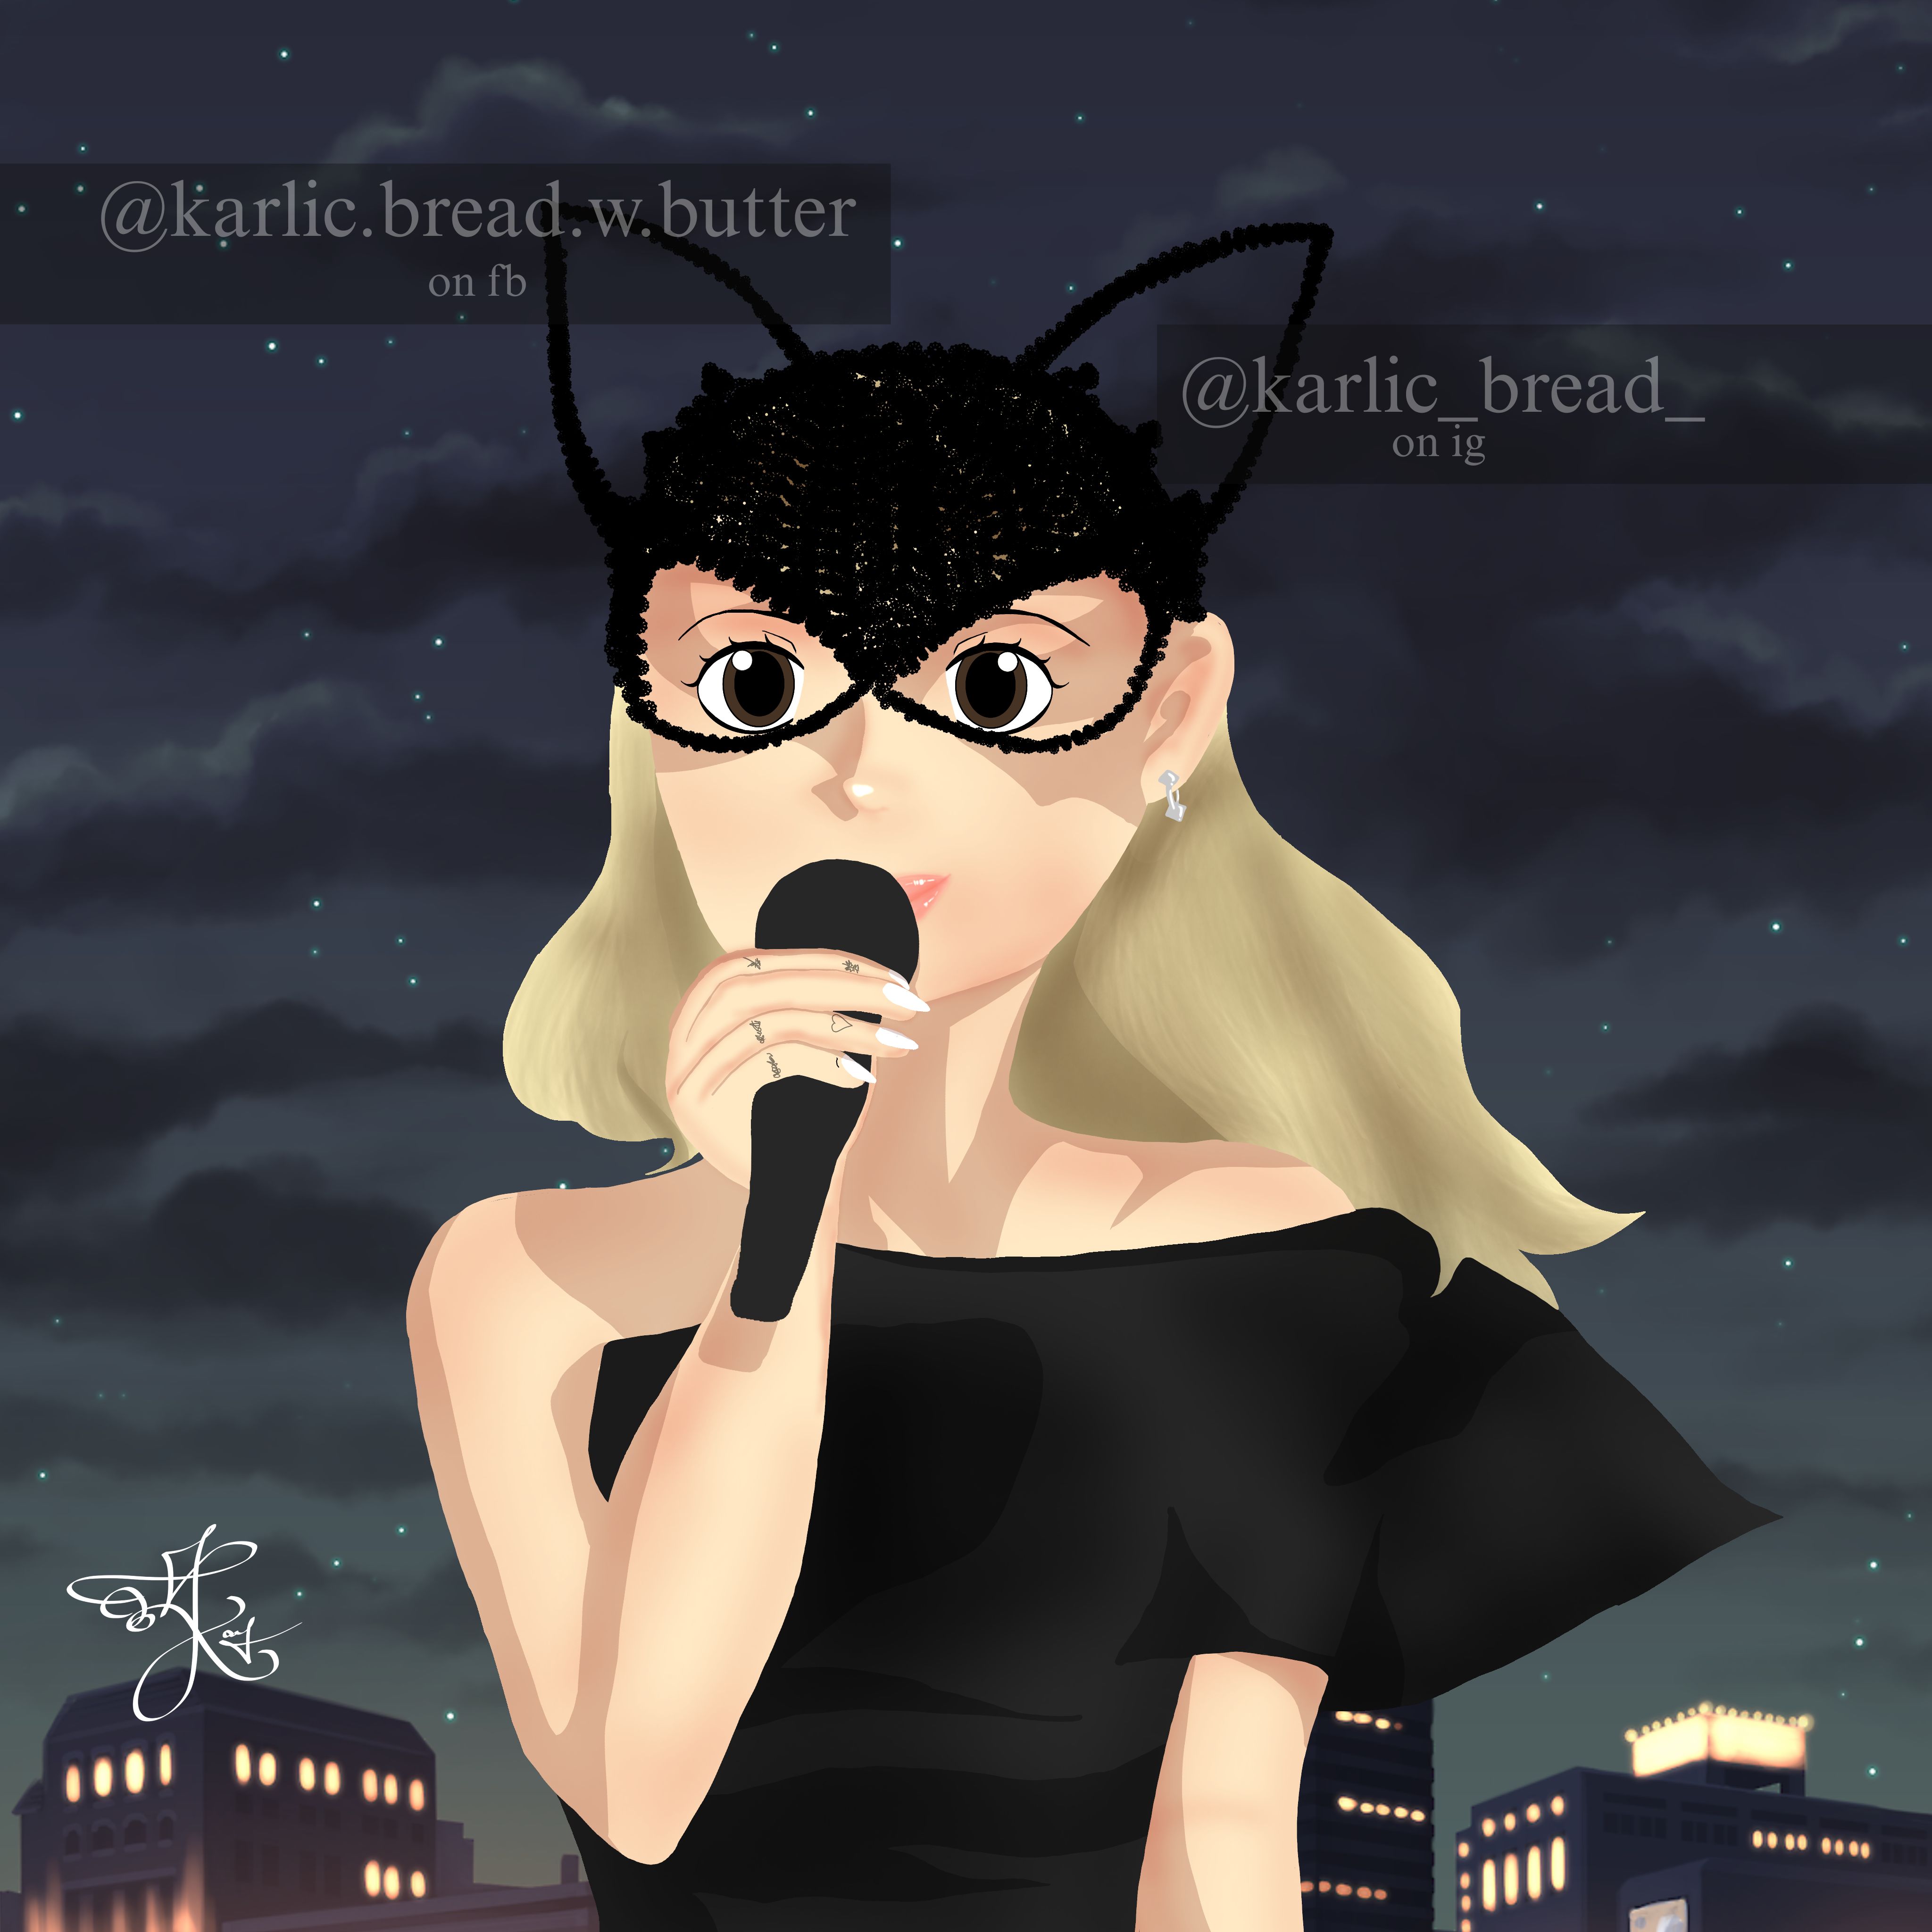 @karlic.bread.w.butter
on fb
@karlic_bread_
on ig